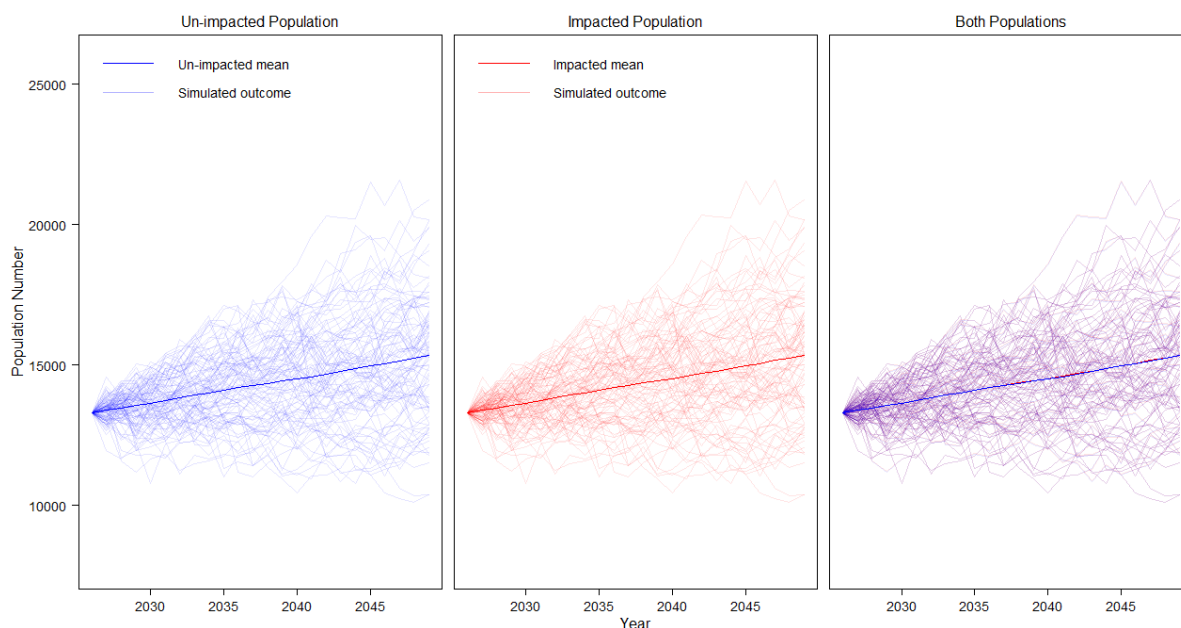 Un-impacted Population
Impacted Population
Both Populations
Un-impacted mean
Simulated outcome
Impacted mean
Simulated outcome
Population Number
25000
20000
15000
10000
2030 2035 2040 2045
2030 2035 2040 2045
2030 2035 2040 2045
Year